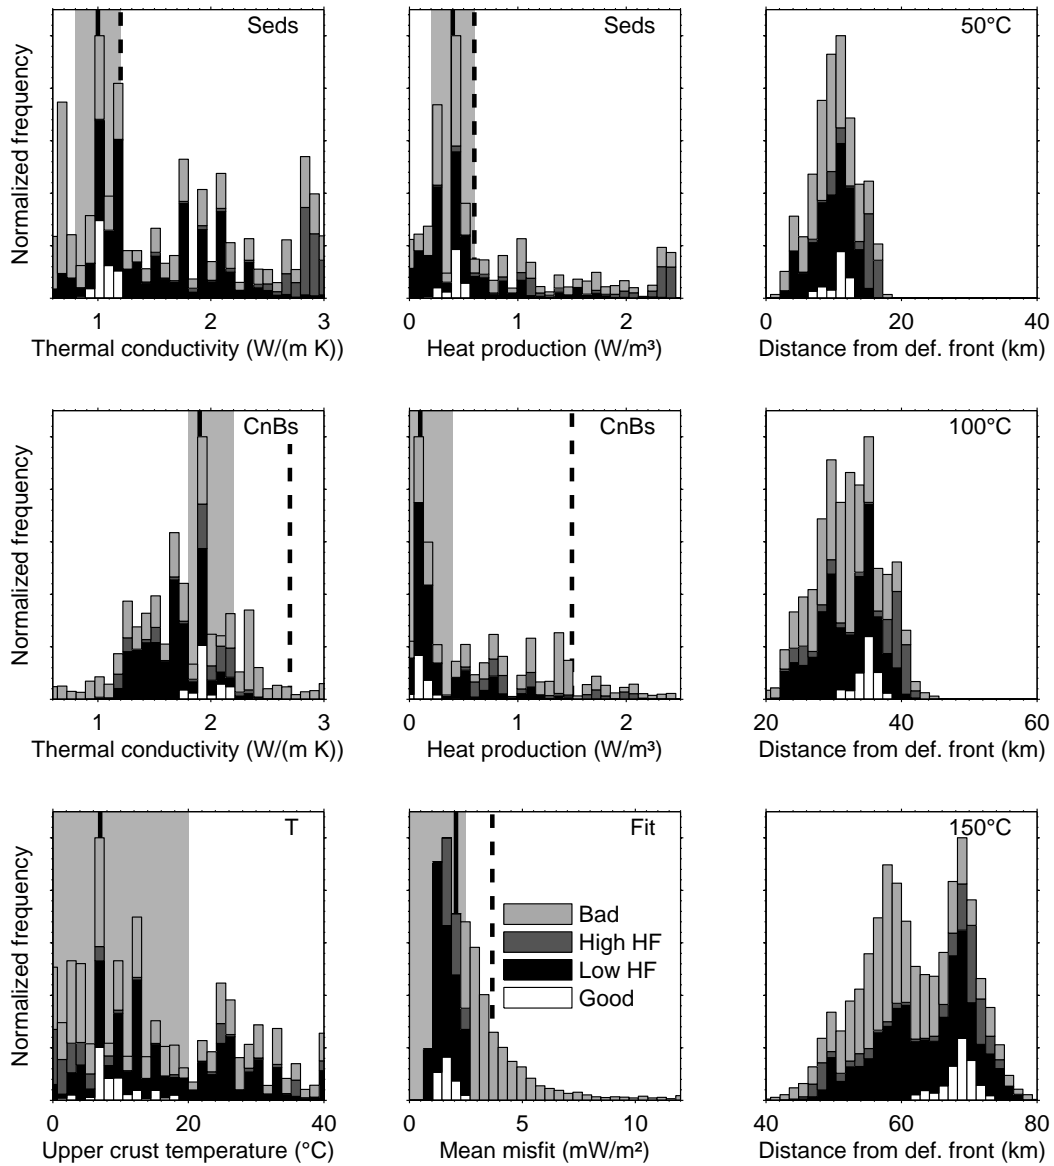 Seds
Seds
50°C
Normalized frequency
1
2
3
0
1
2
0
20
40
Thermal conductivity (W/(m K))
Heat production (W/m³)
Distance from def. front (km)
CnBs
CnBs
100°C
Normalized frequency
1
2
3
0
1
2
20
40
60
Thermal conductivity (W/(m K))
Heat production (W/m³)
Distance from def. front (km)
T
Fit
150°C
Normalized frequency
Bad
High HF
Low HF
Good
0
20
40
0
5
10
40
60
80
Upper crust temperature (°C)
Mean misfit (mW/m²)
Distance from def. front (km)